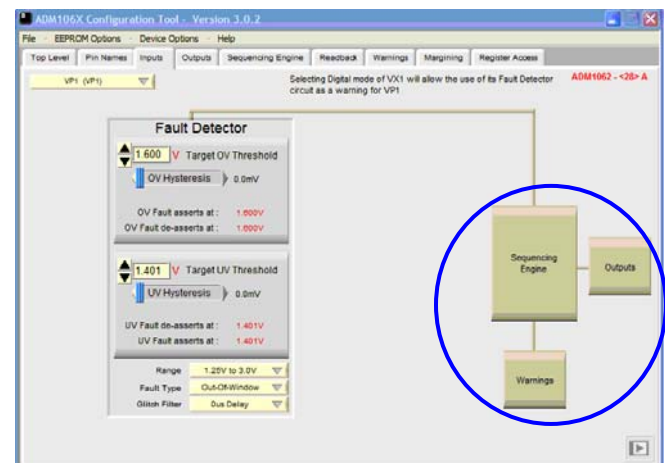 ADM106X Configuration Tool - Version 3.0.2
File EEPROM Options Device Options Help
Top Level Pin Names Inputs Outputs Sequencing Engine Readback Warnings Margining Register Access
VP1 (VP1)
Selecting Digital mode of VX1 will allow the use of its Fault Detector
circuit as a warning for VP1
ADM1062 - <28> A
Fault Detector
1.600 V Target OV Threshold
OV Hysteresis 0.0mV
OV Fault asserts at : 1.600V
OV Fault de-asserts at : 1.600V
1.401 V Target UV Threshold
UV Hysteresis 0.0mV
UV Fault de-asserts at : 1.401V
UV Fault asserts at : 1.401V
Range 1.25V to 3.0V
Fault Type Out-Of-Window
Glitch Filter 0us Delay
Sequencing
Engine
Outputs
Warnings